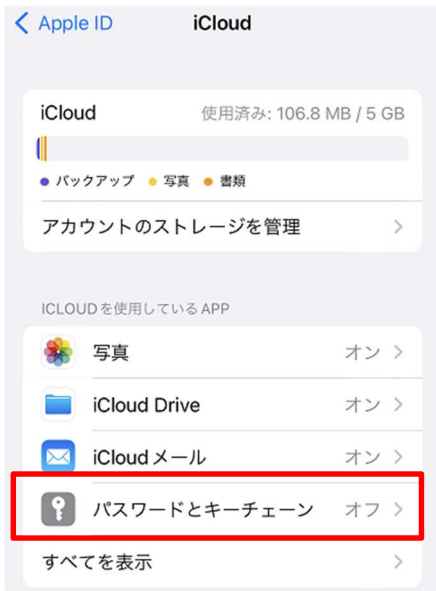 Apple ID iCloud
iCloud 使用済み: 106.8 MB / 5 GB
バックアップ 写真 書類
アカウントのストレージを管理
ICLOUDを使用しているAPP
写真 オン
iCloud Drive オン
iCloudメール オン
パスワードとキーチェーン オフ
すべてを表示